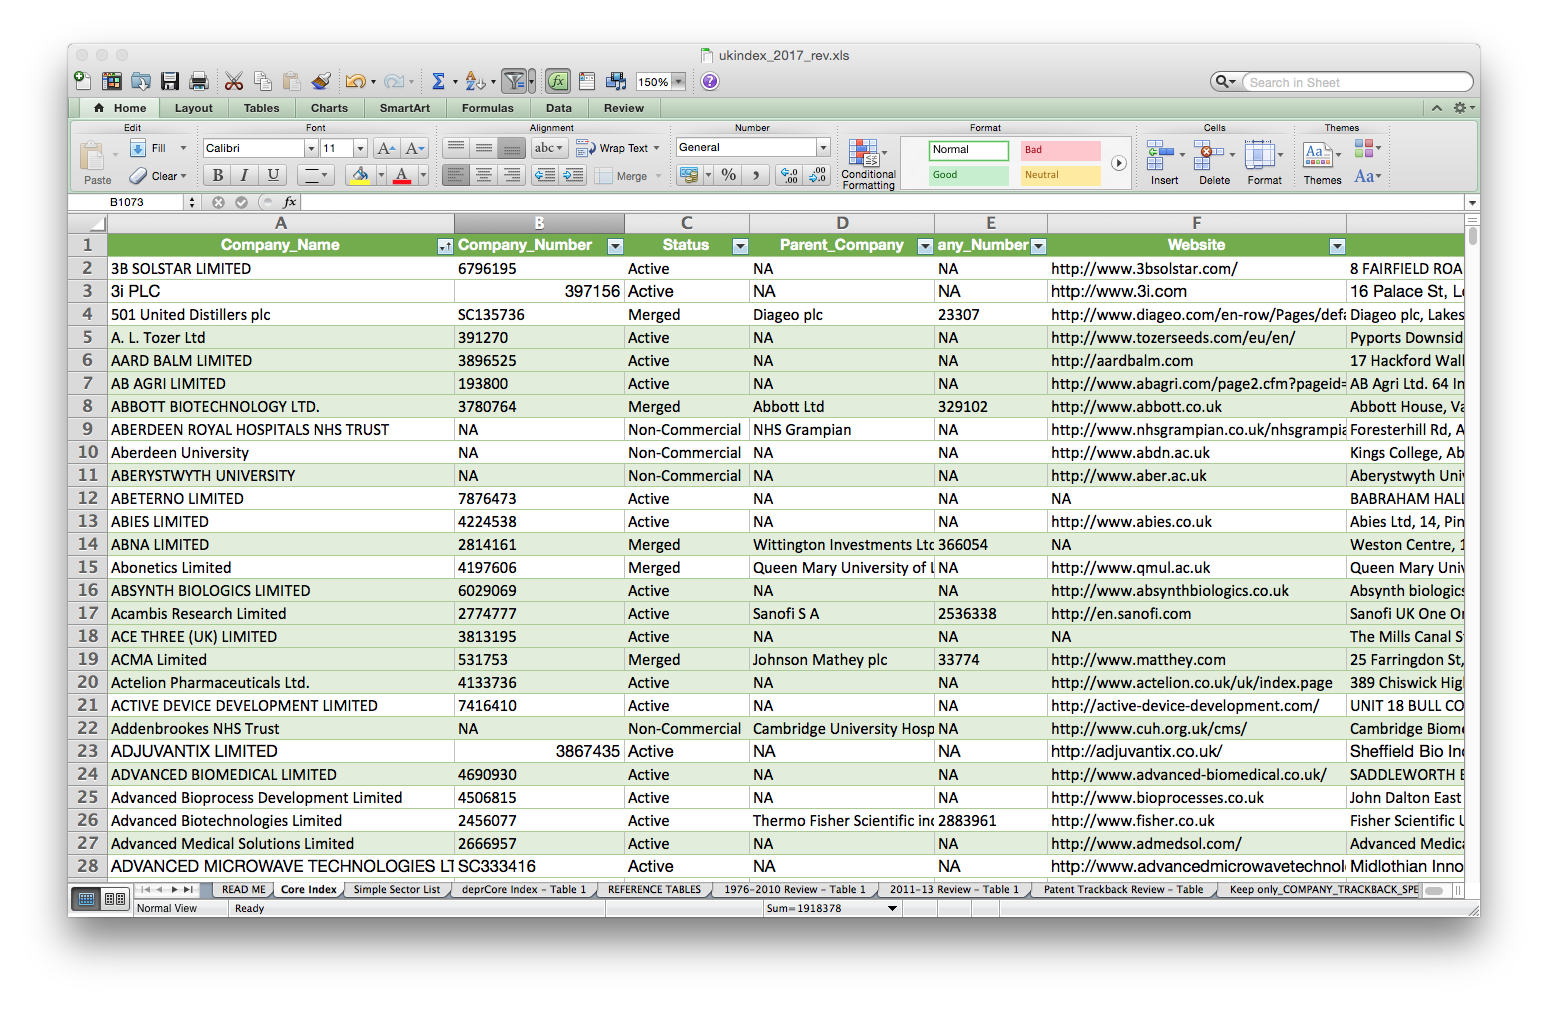 ukindex_2017_rev.xls
150% Search in Sheet
Home Layout Tables Charts SmartArt Formulas Data Review
Edit Font Alignment Number Format Cells Themes
Fill Calibri 11 abc Wrap Text General Normal Bad
Paste Clear B I U A Merge % Conditional Formatting Good Neutral Insert Delete Format Themes Aa
B1073 fx
A B C D E F
1 Company_Name Company_Number Status Parent_Company any_Number Website
2 3B SOLSTAR LIMITED 6796195 Active NA NA http://www.3bsolstar.com/ 8 FAIRFIELD ROA
3 3i PLC 397156 Active NA NA http://www.3i.com 16 Palace St, L
4 501 United Distillers plc SC135736 Merged Diageo plc 23307 http://www.diageo.com/en-row/Pages/defa Diageo plc, Lakes
5 A. L. Tozer Ltd 391270 Active NA NA http://www.tozerseeds.com/eu/en/ Pyports Downsid
6 AARD BALM LIMITED 3896525 Active NA NA http://aardbalm.com 17 Hackford Wal
7 AB AGRI LIMITED 193800 Active NA NA http://www.abagri.com/page2.cfm?pageid= AB Agri Ltd. 64 In
8 ABBOTT BIOTECHNOLOGY LTD. 3780764 Merged Abbott Ltd 329102 http://www.abbott.co.uk Abbott House, Va
9 ABERDEEN ROYAL HOSPITALS NHS TRUST NA Non-Commercial NHS Grampian NA http://www.nhsgrampian.co.uk/nhsgrampia Foresterhill Rd, A
10 Aberdeen University NA Non-Commercial NA NA http://www.abdn.ac.uk Kings College, Ab
11 ABERYSTWYTH UNIVERSITY NA Non-Commercial NA NA http://www.aber.ac.uk Aberystwyth Uni
12 ABETERNO LIMITED 7876473 Active NA NA NA BABRAHAM HALL
13 ABIES LIMITED 4224538 Active NA NA http://www.abies.co.uk Abies Ltd, 14, Pin
14 ABNA LIMITED 2814161 Merged Wittington Investments Ltd 366054 NA Weston Centre, 1
15 Abonetics Limited 4197606 Merged Queen Mary University of L NA http://www.qmul.ac.uk Queen Mary Univ
16 ABSYNTH BIOLOGICS LIMITED 6029069 Active NA NA http://www.absynthbiologics.co.uk Absynth biologics
17 Acambis Research Limited 2774777 Active Sanofi S A 2536338 http://en.sanofi.com Sanofi UK One On
18 ACE THREE (UK) LIMITED 3813195 Active NA NA NA The Mills Canal S
19 ACMA Limited 531753 Merged Johnson Mathey plc 33774 http://www.matthey.com 25 Farringdon St,
20 Actelion Pharmaceuticals Ltd. 4133736 Active NA NA http://www.actelion.co.uk/uk/index.page 389 Chiswick Hig
21 ACTIVE DEVICE DEVELOPMENT LIMITED 7416410 Active NA NA http://active-device-development.com/ UNIT 18 BULL CO
22 Addenbrookes NHS Trust NA Non-Commercial Cambridge University Hosp NA http://www.cuh.org.uk/cms/ Cambridge Biome
23 ADJUVANTIX LIMITED 3867435 Active NA NA http://adjuvantix.co.uk/ Sheffield Bio In
24 ADVANCED BIOMEDICAL LIMITED 4690930 Active NA NA http://www.advanced-biomedical.co.uk/ SADDLEWORTH
25 Advanced Bioprocess Development Limited 4506815 Active NA NA http://www.bioprocesses.co.uk John Dalton East
26 Advanced Biotechnologies Limited 2456077 Active Thermo Fisher Scientific inc 2883961 http://www.fisher.co.uk Fisher Scientific U
27 Advanced Medical Solutions Limited 2666957 Active NA NA http://www.admedsol.com/ Advanced Medica
28 ADVANCED MICROWAVE TECHNOLOGIES LT SC333416 Active NA NA http://www.advancedmicrowavetechnol Midlothian Inno
READ ME Core Index Simple Sector List deprCore Index - Table 1 REFERENCE TABLES 1976-2010 Review - Table 1 2011-13 Review - Table 1 Patent Trackback Review - Table Keep only_COMPANY_TRACKBACK_SPE
Normal View Ready Sum=1918378